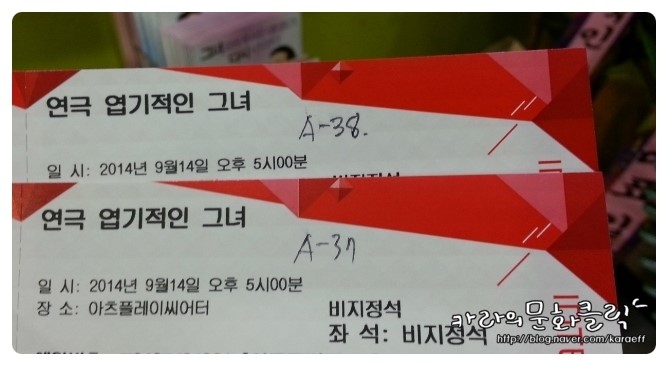 연극 엽기적인 그녀
A-38.
일 시: 2014년 9월14일 오후 5시00분
연극 엽기적인 그녀
A-37
일 시: 2014년 9월14일 오후 5시00분
장 소: 아츠플레이씨어터
비지정석
좌 석: 비지정석
카라의문화클릭
http://blog.naver.com/karaeff